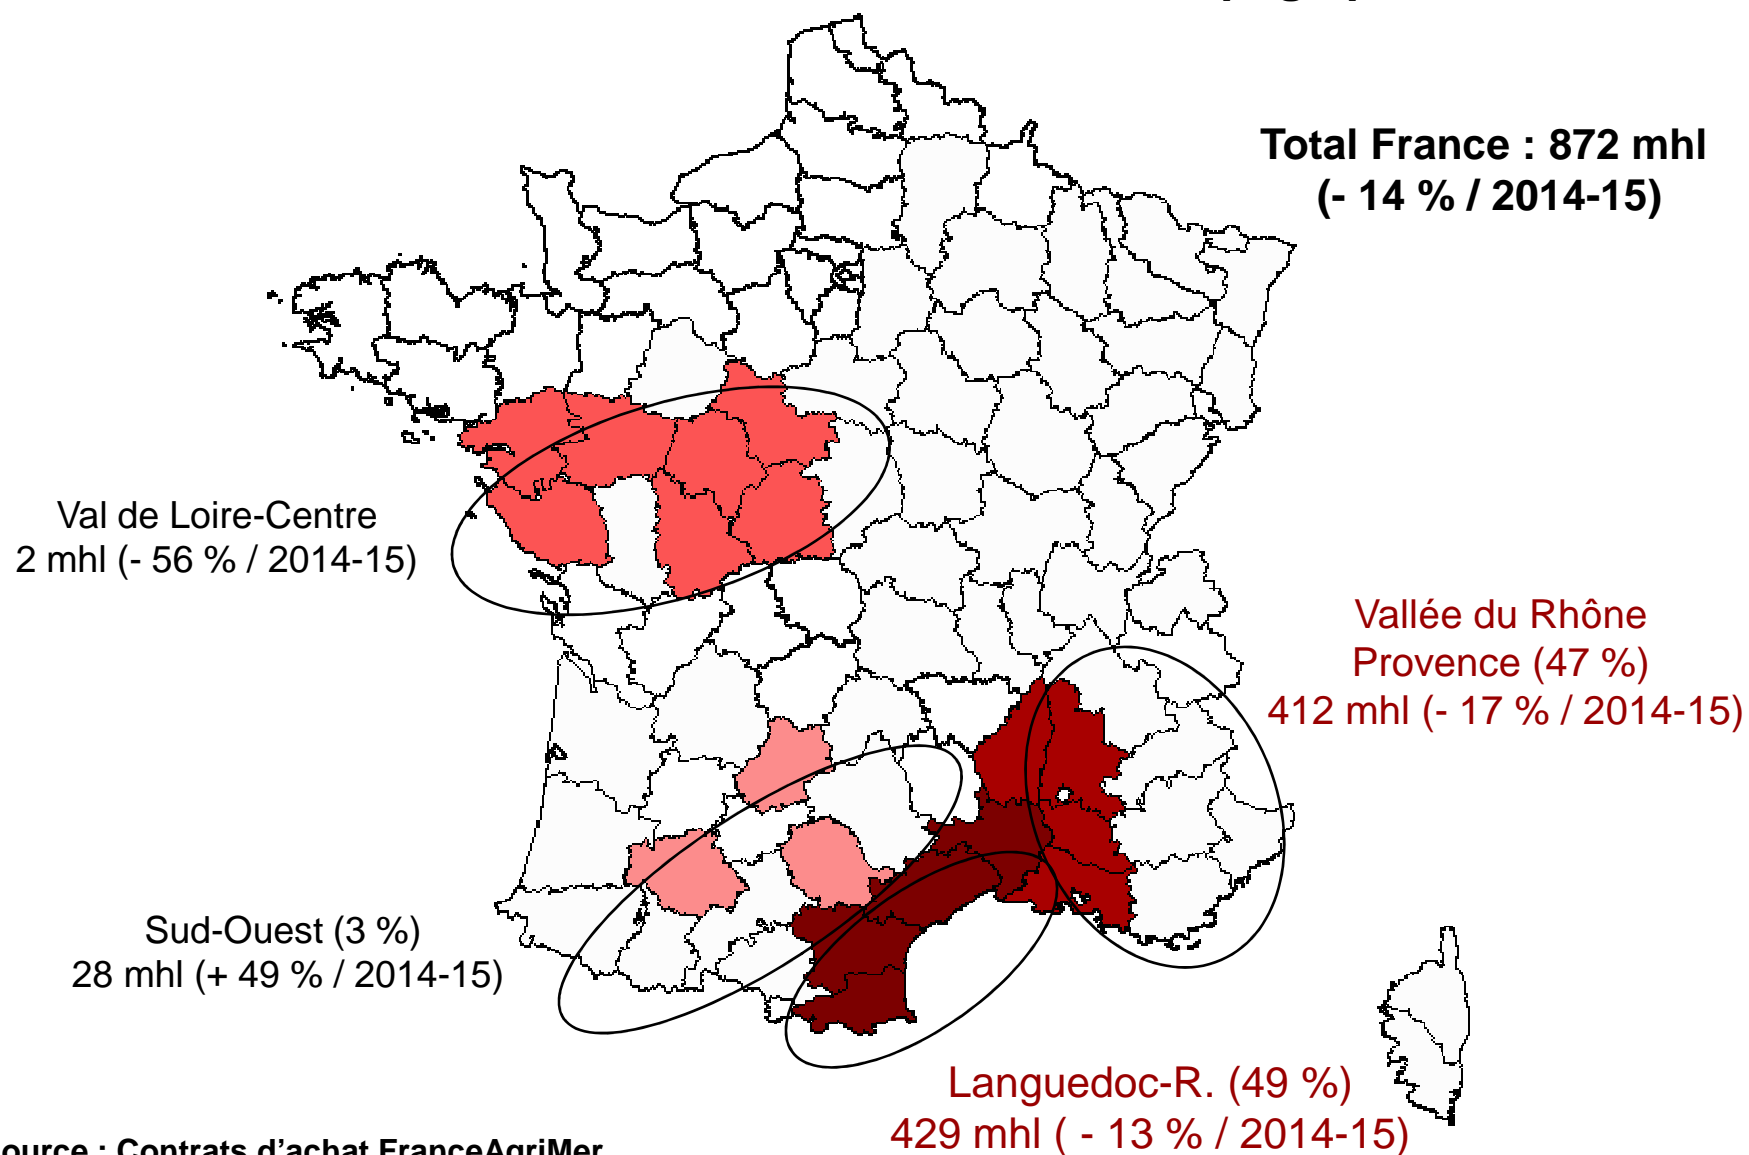 Total France : 872 mhl
(- 14 % / 2014-15)
Val de Loire-Centre
2 mhl (- 56 % / 2014-15)
Vallée du Rhône
Provence (47 %)
412 mhl (- 17 % / 2014-15)
Sud-Ouest (3 %)
28 mhl (+ 49 % / 2014-15)
Languedoc-R. (49 %)
429 mhl ( - 13 % / 2014-15)
ource : Contrats d'achat FranceAgriMer